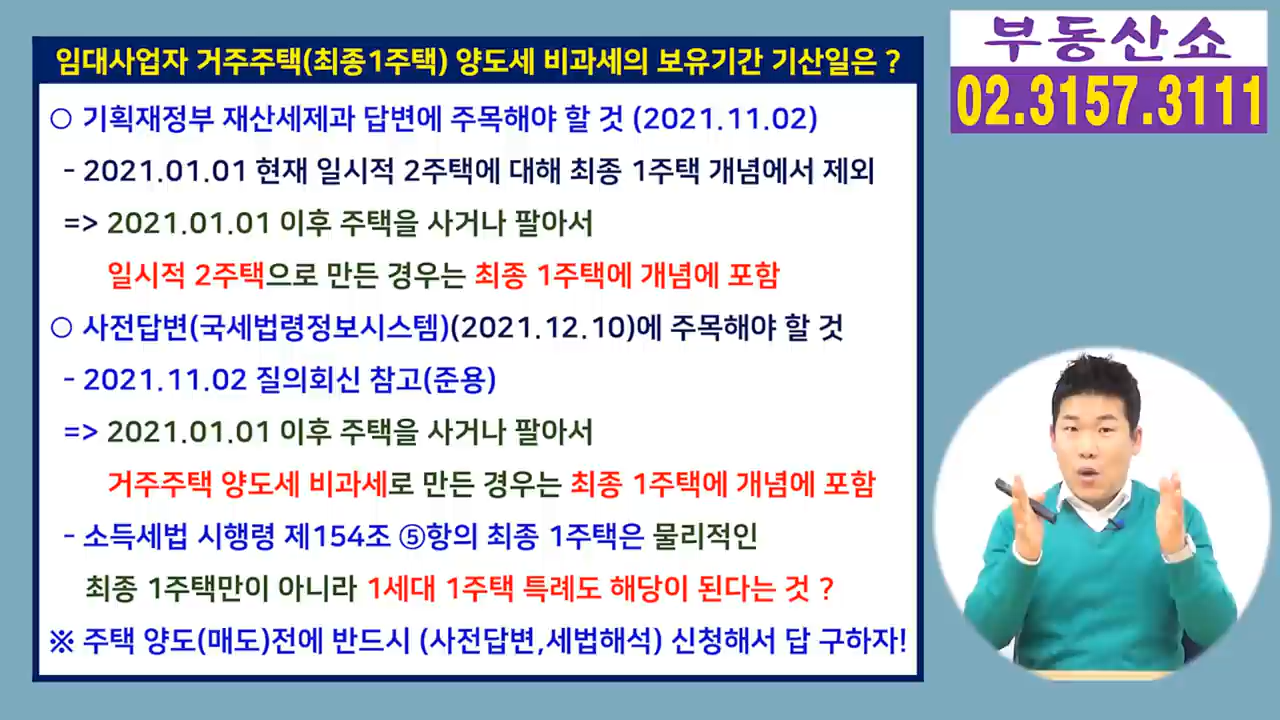 임대사업자 거주주택(최종1주택) 양도세 비과세의 보유기간 기산일은 ?
부동산쇼
02.3157.3111
○ 기획재정부 재산세제과 답변에 주목해야 할 것 (2021.11.02)
- 2021.01.01 현재 일시적 2주택에 대해 최종 1주택 개념에서 제외
=> 2021.01.01 이후 주택을 사거나 팔아서
일시적 2주택으로 만든 경우는 최종 1주택에 개념에 포함
○ 사전답변(국세법령정보시스템)(2021.12.10)에 주목해야 할 것
- 2021.11.02 질의회신 참고(준용)
=> 2021.01.01 이후 주택을 사거나 팔아서
거주주택 양도세 비과세로 만든 경우는 최종 1주택에 개념에 포함
- 소득세법 시행령 제154조 ⑤항의 최종 1주택은 물리적인
최종 1주택만이 아니라 1세대 1주택 특례도 해당이 된다는 것 ?
※ 주택 양도(매도)전에 반드시 (사전답변,세법해석) 신청해서 답 구하자!